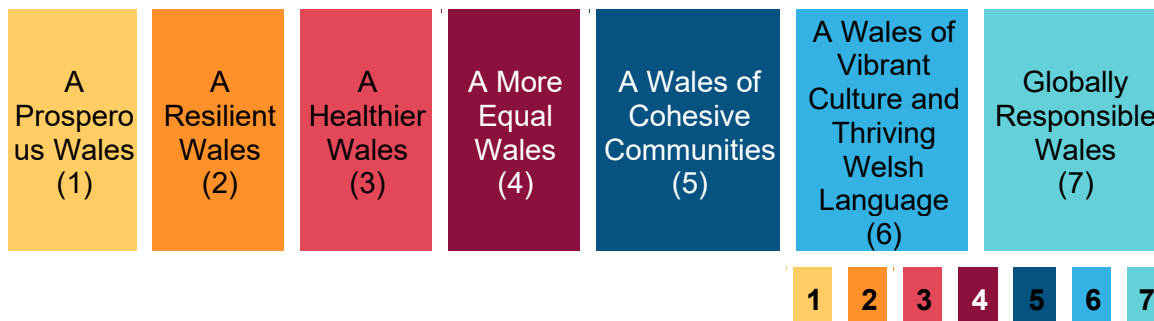 A
Prospero
us Wales
(1)
A
Resilient
Wales
(2)
A
Healthier
Wales
(3)
A More
Equal
Wales
(4)
A Wales of
Cohesive
Communities
(5)
A Wales of
Vibrant
Culture and
Thriving
Welsh
Language
(6)
Globally
Responsible
Wales
(7)
1 2 3 4 5 6 7